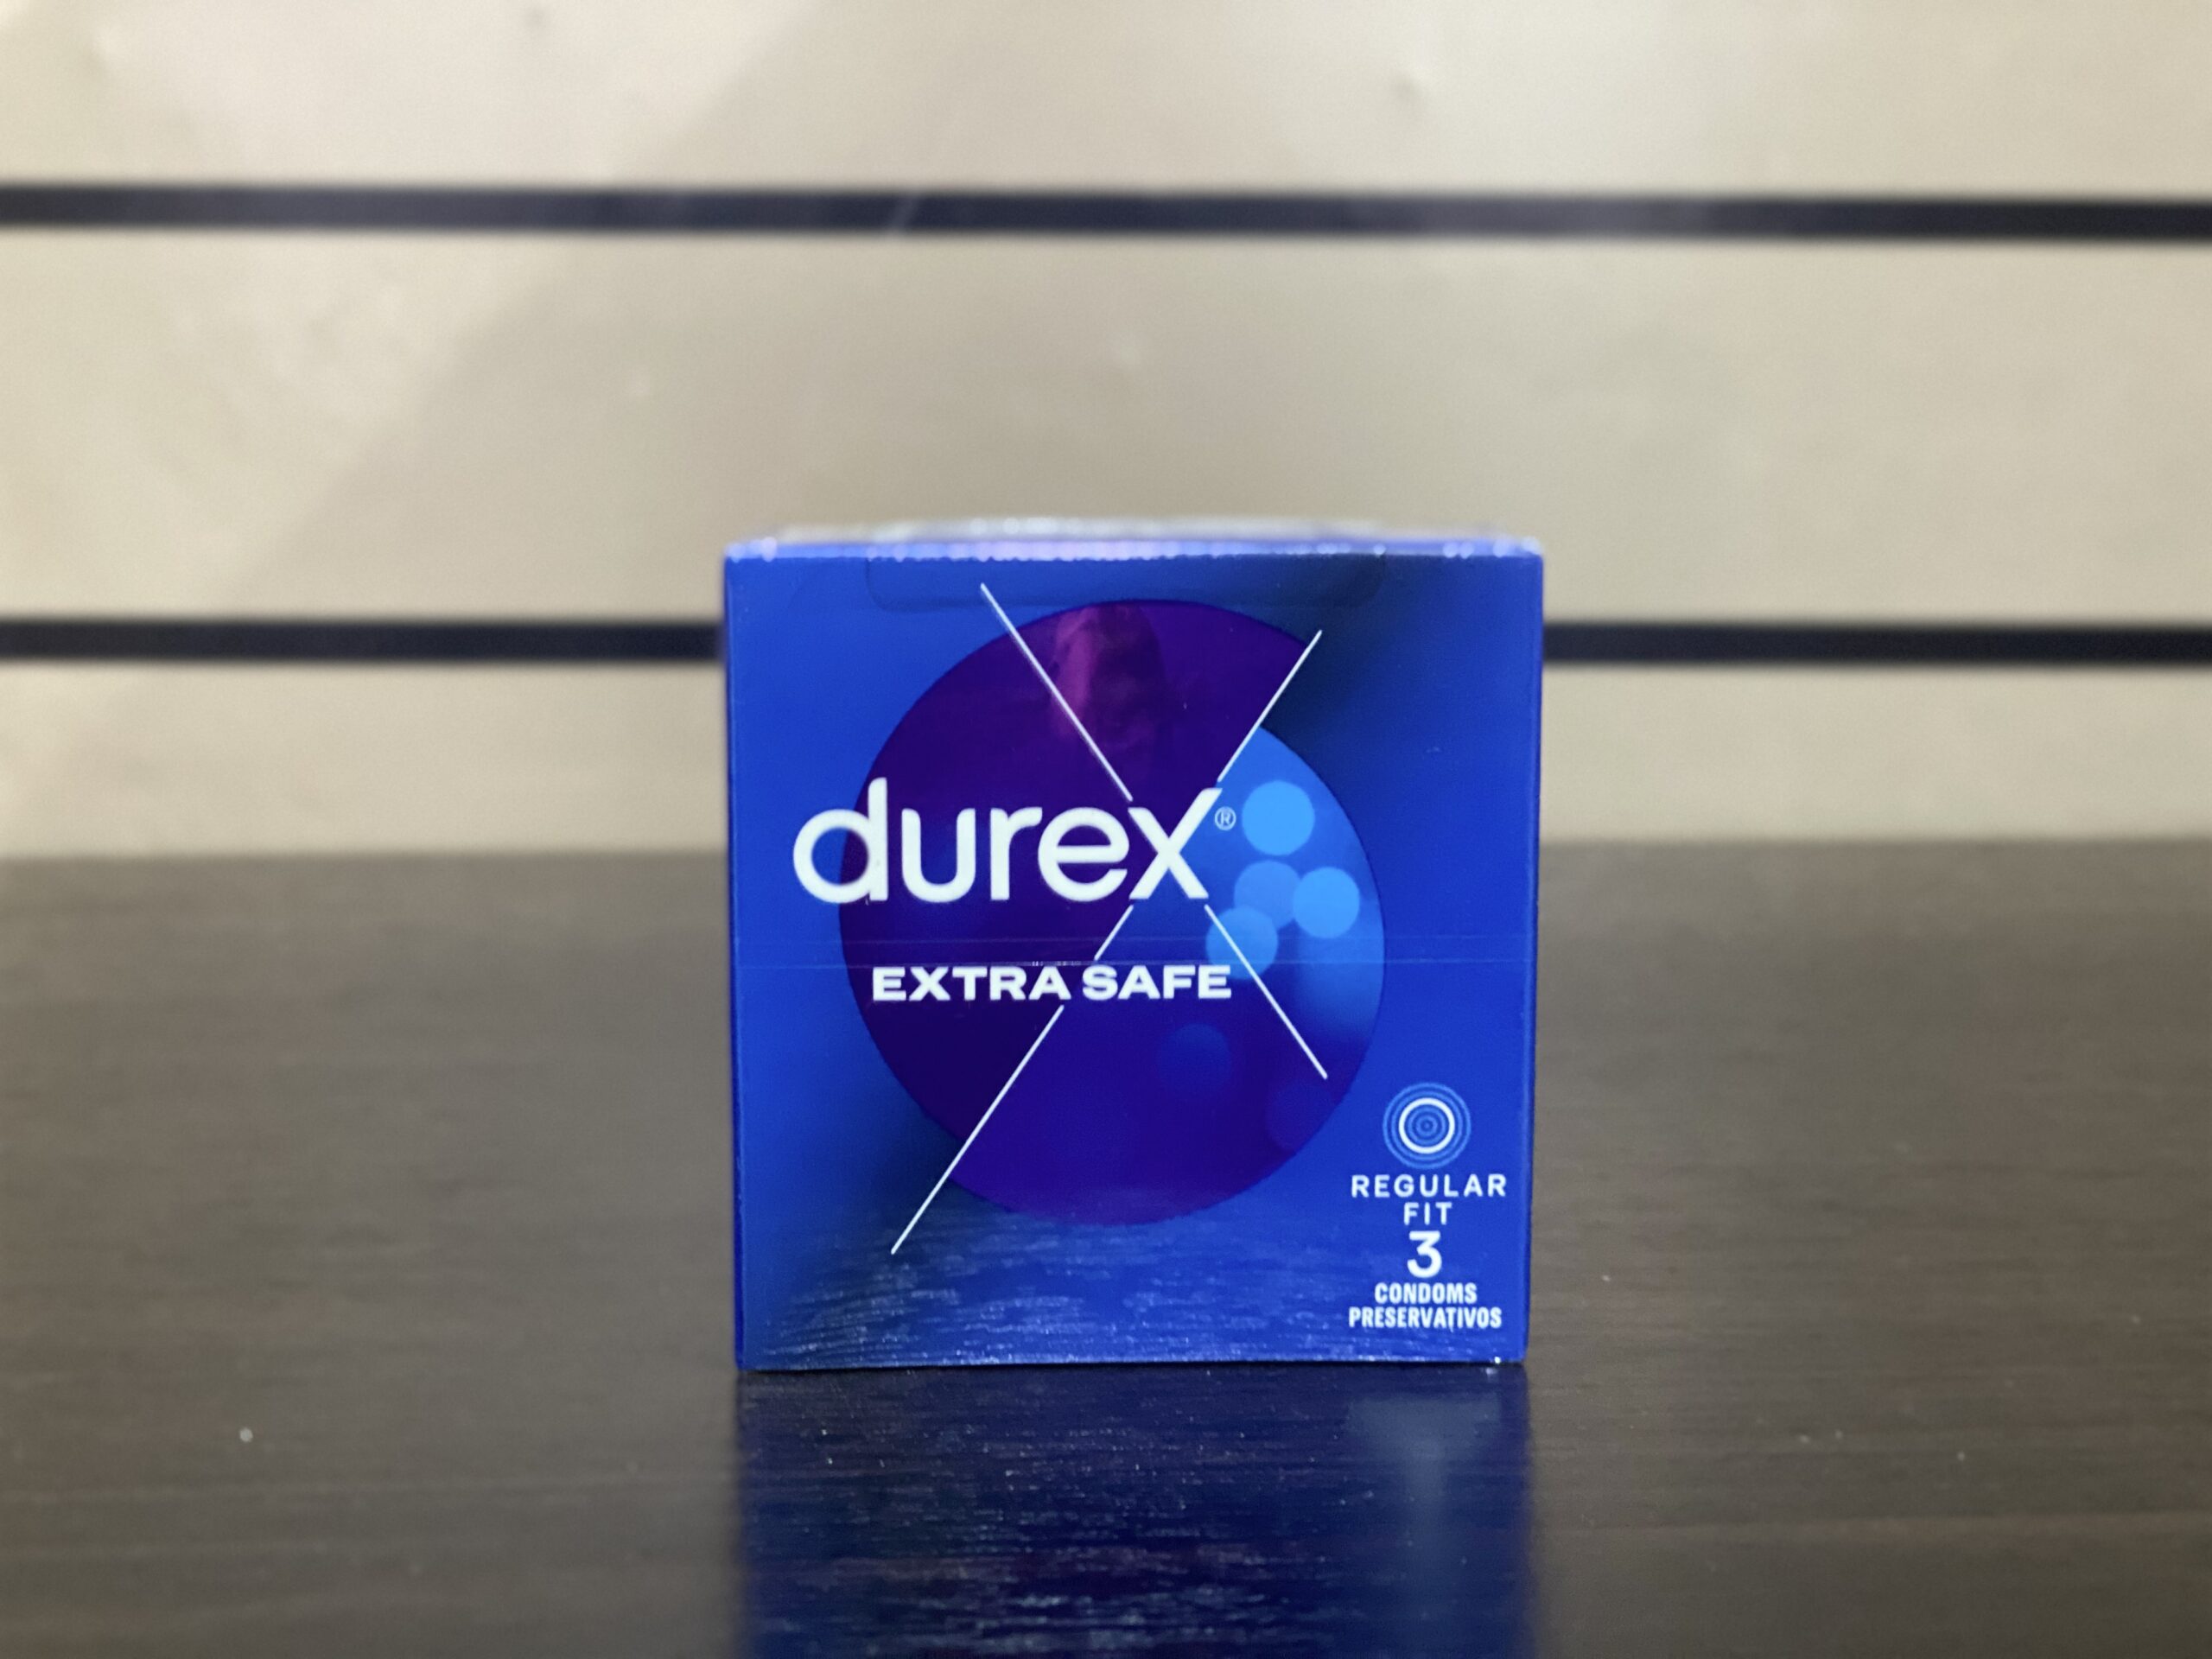 durex®
EXTRA SAFE
REGULAR
FIT
3
CONDOMS
PRESERVATIVOS